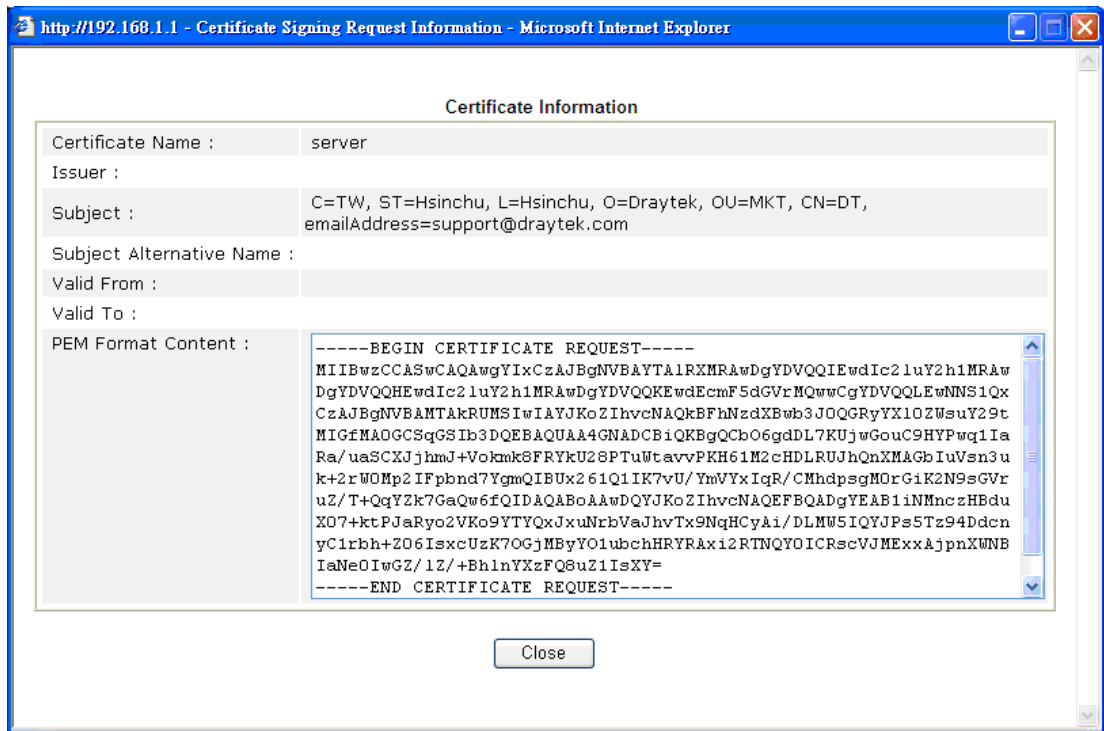 http://192.168.1.1 - Certificate Signing Request Information - Microsoft Internet Explorer
Certificate Information
Certificate Name :
server
Issuer :
Subject :
C=TW, ST=Hsinchu, L=Hsinchu, O=Draytek, OU=MKT, CN=DT,
emailAddress=support@draytek.com
Subject Alternative Name :
Valid From :
Valid To :
PEM Format Content :
-----BEGIN CERTIFICATE REQUEST-----
MIIBwzCCASwCAQAwgYIxCzAJBgNVBAYTAlRXMRAwDgYDVQQIEwdIc2luY2h1MRAw
DgYDVQQHEwdIc2luY2h1MRAwDgYDVQQKEwdEcmF5dGVrMQwwCgYDVQQLEwNNS1Qx
CzAJBgNVBAMTAkRUMSIwIAYJKoZIhvcNAQkBFhNzdXBwb3J0QGRyYXl0ZWsuY29t
MIGfMA0GCSqGSIb3DQEBAQUAA4GNADCBiQKBgQCbO6gdDL7KUjwGouC9HYPwq1Ia
Ra/uaSCXJjhmJ+Vokmk8FRYkU28PTuWtavvPKH61M2cHDLRUJhQnXMAGbIuVsn3u
k+2rWOMp2IFpbnd7YgmQIBUx261Q1IK7vU/YmVYxIqR/CMhdpsgMOrGiK2N9sGVr
uZ/T+QqYZk7GaQw6fQIDAQABoAAwDQYJKoZIhvcNAQEFBQADgYEAB1iNMnczHBdu
XO7+ktPJaRyo2VKo9YTYQxJxuNrbVaJhvTx9NqHCyAi/DLMW5IQYJPs5Tz94Ddcn
yC1rbh+ZO6IsxcUzK7OGjMByYO1ubchHRYRAxi2RTNQYOICRscVJMExxAjpnXWNB
IaNeOIwGZ/lZ/+Bh1nYXzFQ8uZ1IsXY=
-----END CERTIFICATE REQUEST-----
Close